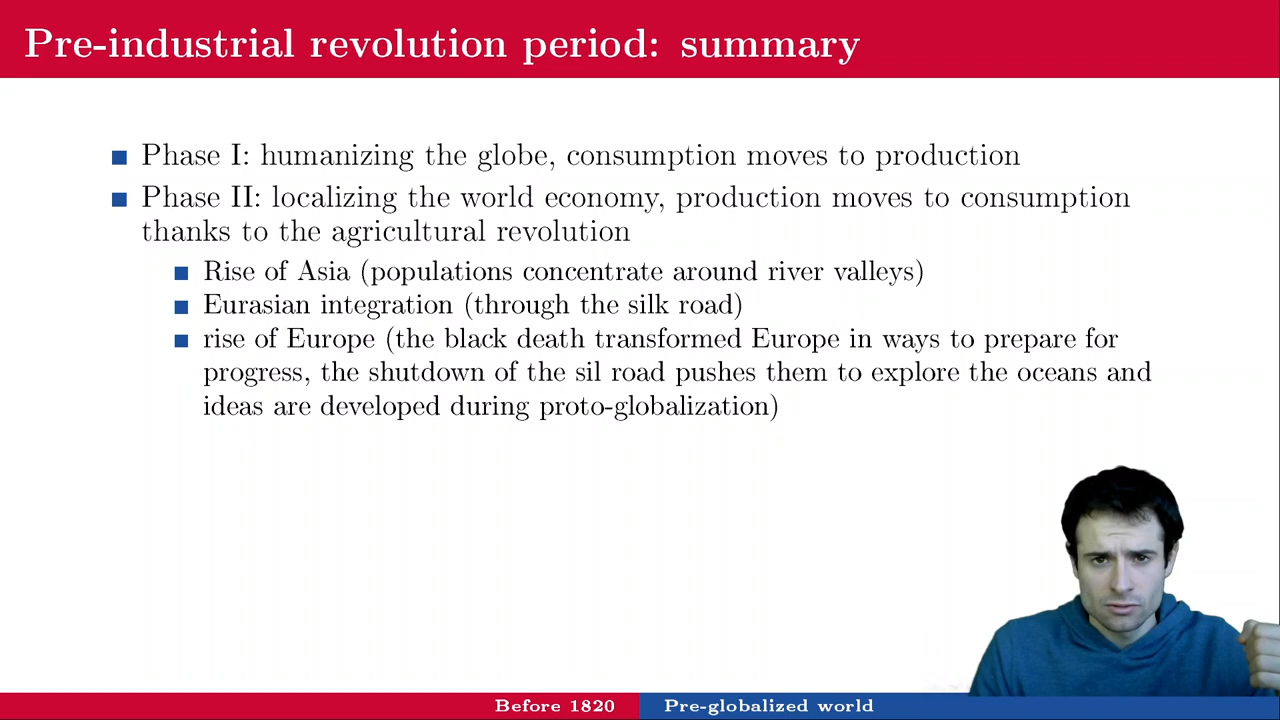 Pre-industrial revolution period: summary
Phase I: humanizing the globe, consumption moves to production
Phase II: localizing the world economy, production moves to consumption
thanks to the agricultural revolution
Rise of Asia (populations concentrate around river valleys)
Eurasian integration (through the silk road)
rise of Europe (the black death transformed Europe in ways to prepare for
progress, the shutdown of the sil road pushes them to explore the oceans and
ideas are developed during proto-globalization)
Before 1820
Pre-globalized world